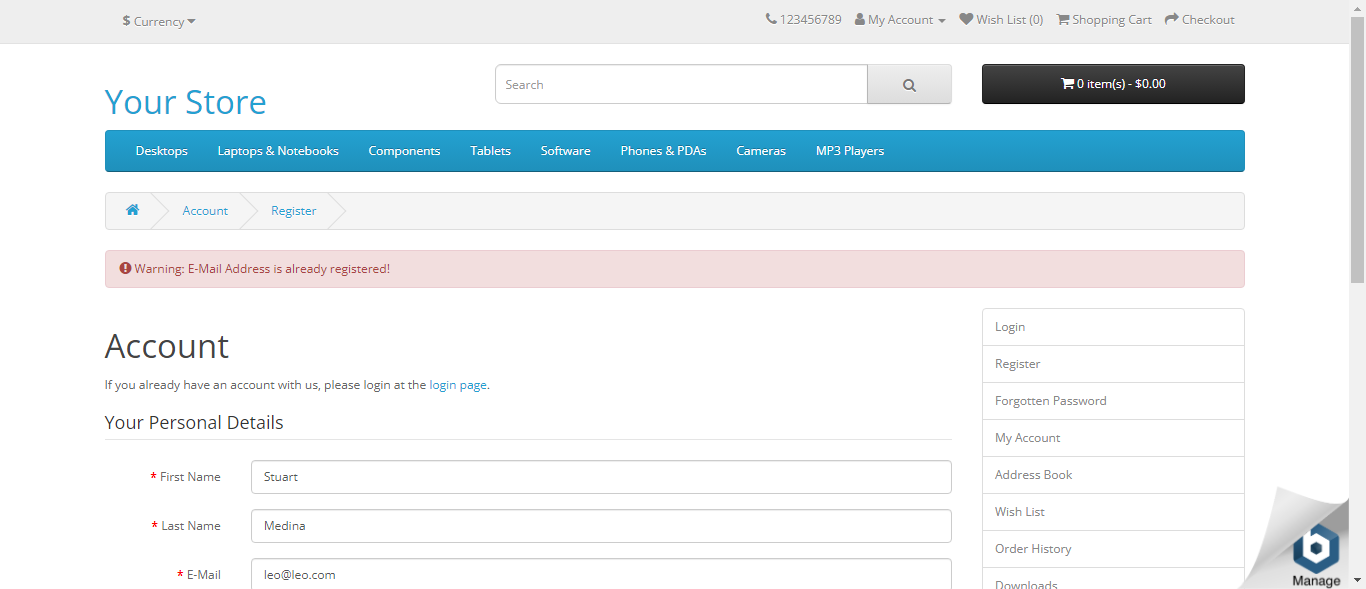 $ Currency
123456789 My Account Wish List (0) Shopping Cart Checkout
Your Store
Search
0 item(s) - $0.00
Desktops Laptops & Notebooks Components Tablets Software Phones & PDAs Cameras MP3 Players
Account Register
Warning: E-Mail Address is already registered!
Account
If you already have an account with us, please login at the login page.
Your Personal Details
* First Name Stuart
* Last Name Medina
* E-Mail leo@leo.com
Login
Register
Forgotten Password
My Account
Address Book
Wish List
Order History
Downloads
Manage